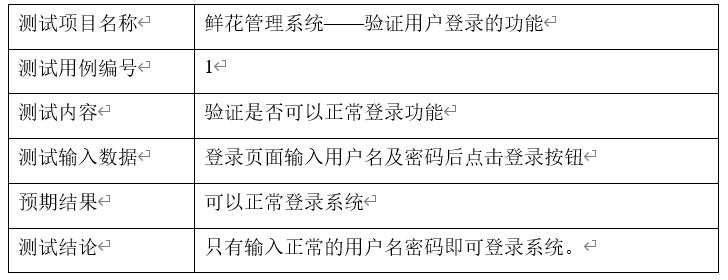 测试项目名称 鲜花管理系统——验证用户登录的功能
测试用例编号 1
测试内容 验证是否可以正常登录功能
测试输入数据 登录页面输入用户名及密码后点击登录按钮
预期结果 可以正常登录系统
测试结论 只有输入正常的用户名密码即可登录系统。